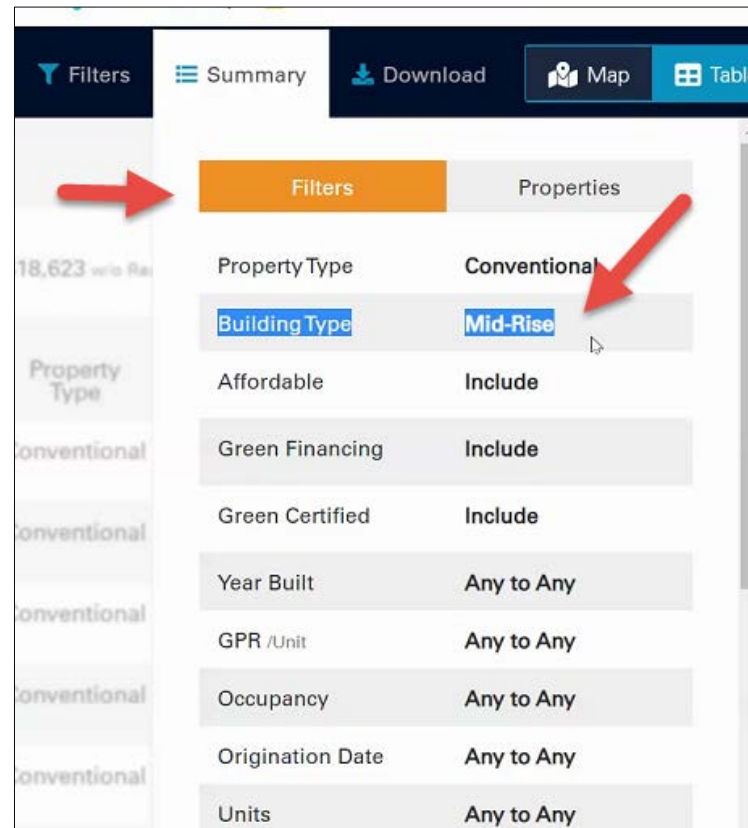 Filters Summary Download Map Tabl
Filters Properties
18,623 w/o Ra
Property Type Conventional
Building Type Mid-Rise
Property
Type
Affordable Include
Conventional
Green Financing Include
Green Certified Include
Conventional
Year Built Any to Any
Conventional
GPR /Unit Any to Any
Conventional
Occupancy Any to Any
Origination Date Any to Any
Conventional
Units Any to Any